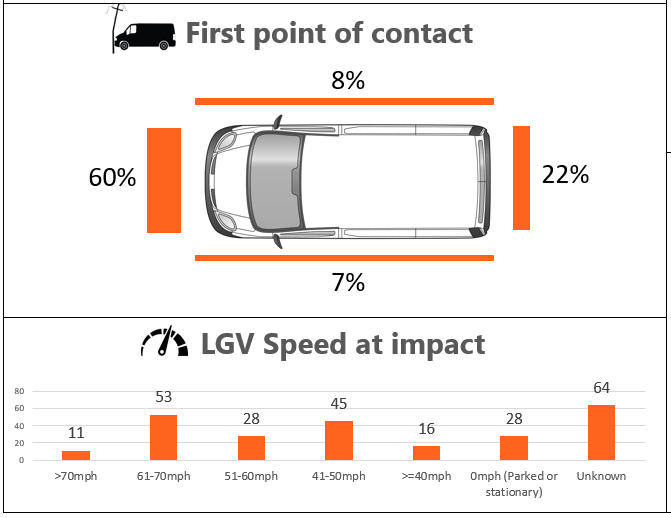 First point of contact
8%
60%
22%
7%
LGV Speed at impact
80
60
40
20
0
11
53
28
45
16
28
64
>70mph
61-70mph
51-60mph
41-50mph
>=40mph
0mph (Parked or
stationary)
Unknown